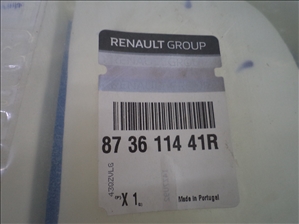 RENAULT GROUP
87 36 114 41R
X 1
Made in Portugal